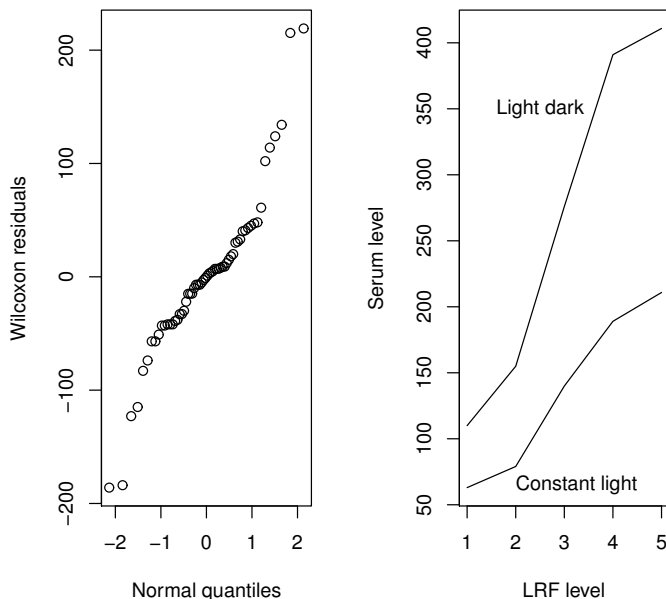 Wilcoxon residuals
200
100
0
−100
−200
−2 −1 0 1 2
Normal quantiles
Serum level
400
350
300
250
200
150
100
50
Light dark
Constant light
1 2 3 4 5
LRF level